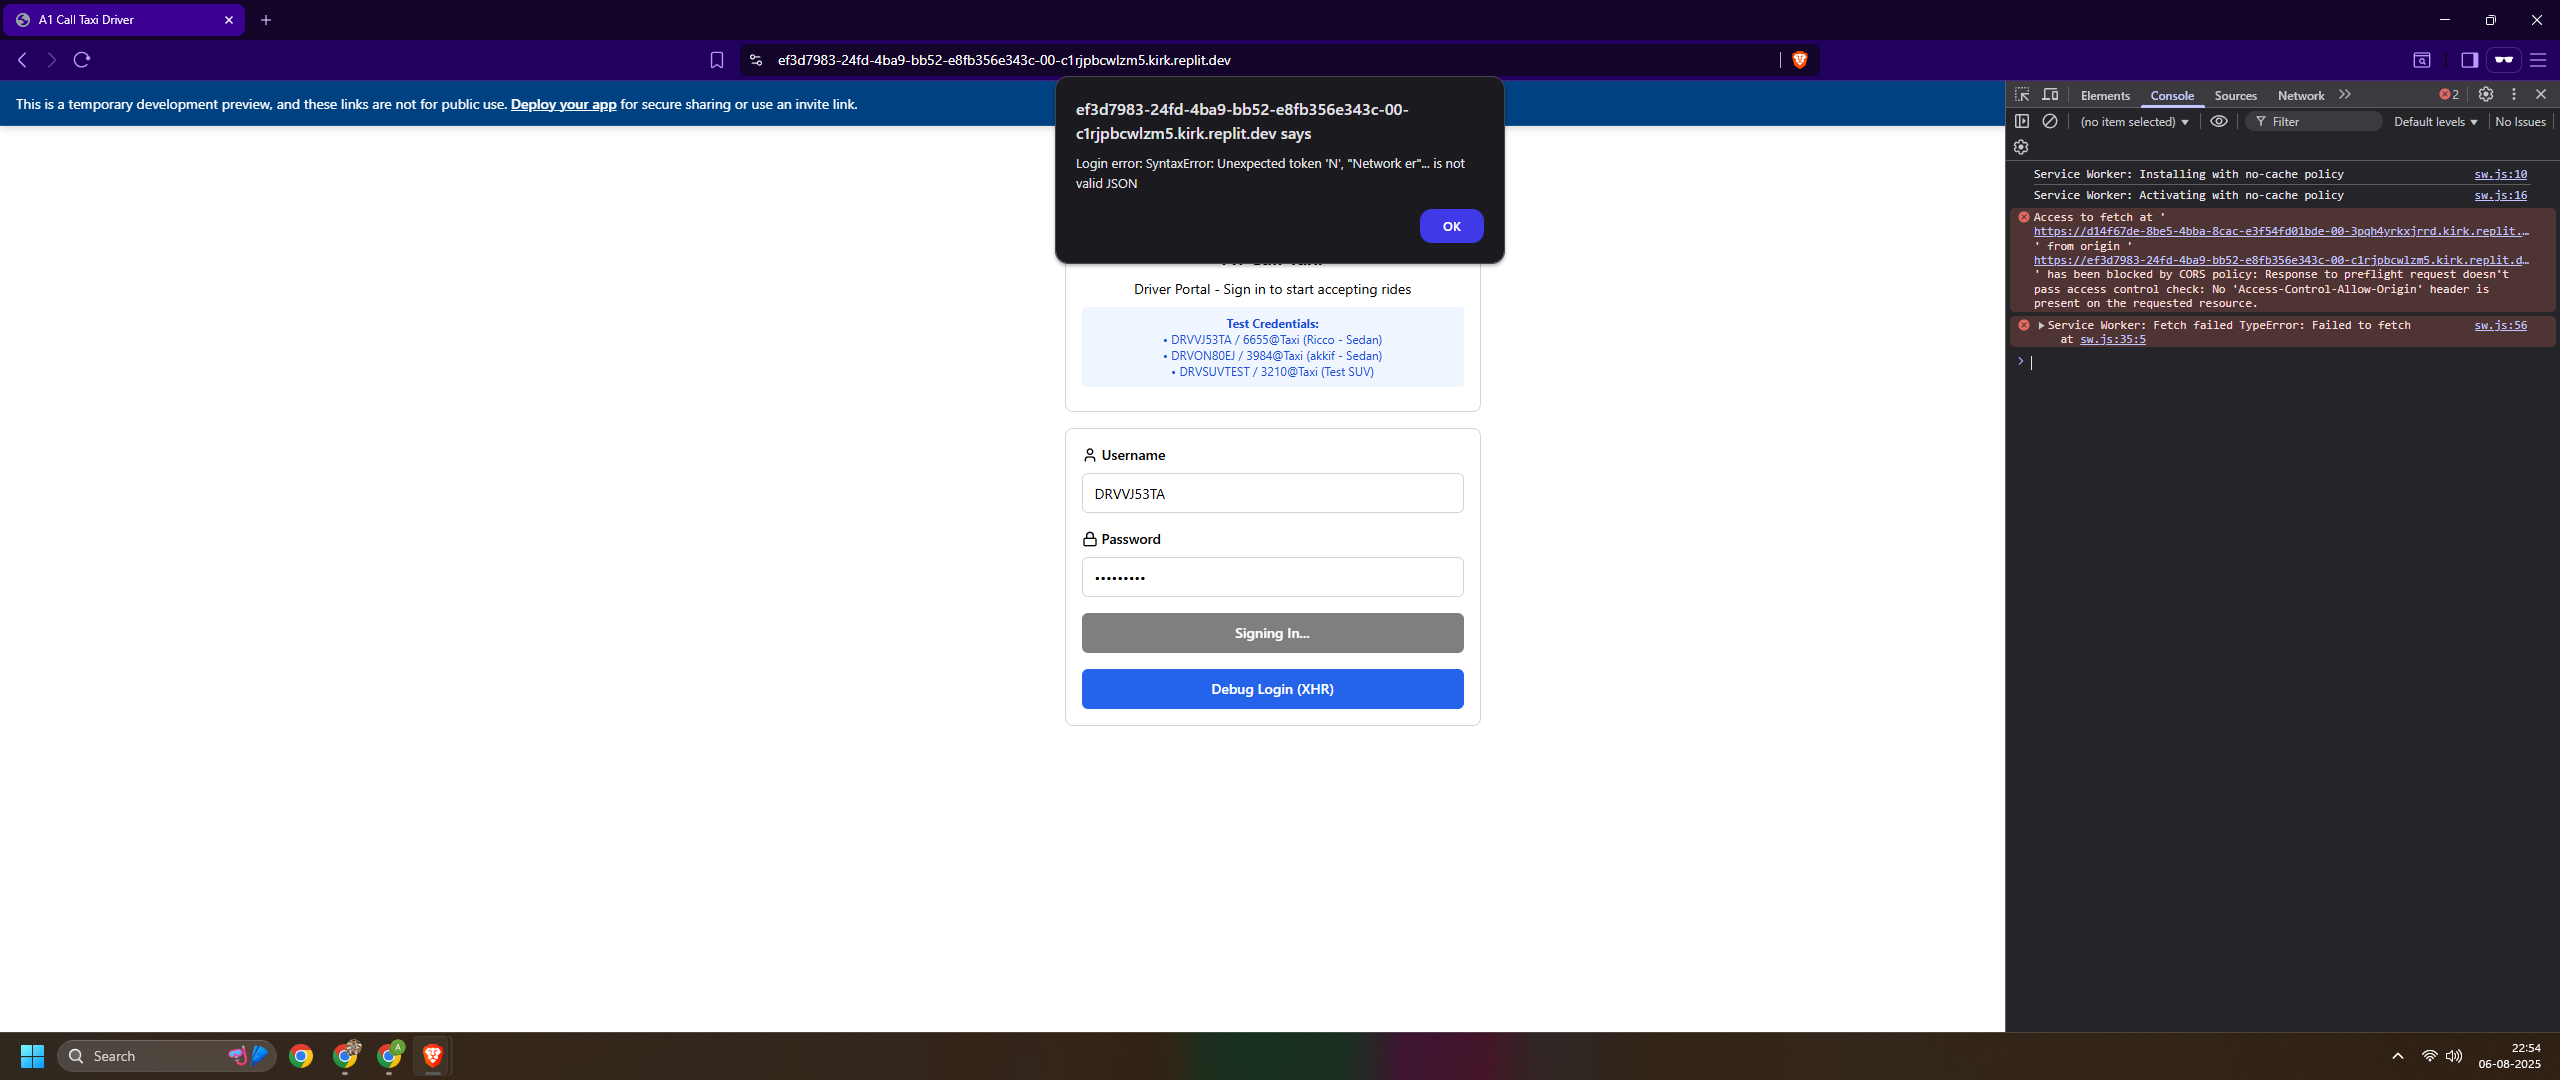 A1 Call Taxi Driver
ef3d7983-24fd-4ba9-bb52-e8fb356e343c-00-c1rjpbcwlzm5.kirk.replit.dev
This is a temporary development preview, and these links are not for public use. Deploy your app for secure sharing or use an invite link.
ef3d7983-24fd-4ba9-bb52-e8fb356e343c-00-
c1rjpbcwlzm5.kirk.replit.dev says
Login error: SyntaxError: Unexpected token 'N', "Network er"... is not
valid JSON
OK
Driver Portal - Sign in to start accepting rides
Test Credentials:
• DRVVJ53TA / 6655@Taxi (Ricco - Sedan)
• DRVON80EJ / 3984@Taxi (akkif - Sedan)
• DRVSUVTEST / 3210@Taxi (Test SUV)
Username
DRVVJ53TA
Password
•••••••••
Signing In...
Debug Login (XHR)
Elements Console Sources Network 2
(no item selected) Filter Default levels No Issues
Service Worker: Installing with no-cache policy sw.js:10
Service Worker: Activating with no-cache policy sw.js:16
Access to fetch at '
https://d14f67de-8be5-4bba-8cac-e3f54fd01bde-00-3pqh4yrkxjrrd.kirk.replit.…
' from origin '
https://ef3d7983-24fd-4ba9-bb52-e8fb356e343c-00-c1rjpbcwlzm5.kirk.replit.d…
' has been blocked by CORS policy: Response to preflight request doesn't
pass access control check: No 'Access-Control-Allow-Origin' header is
present on the requested resource.
Service Worker: Fetch failed TypeError: Failed to fetch sw.js:56
at sw.js:35:5
Search
A
22:54
06-08-2025